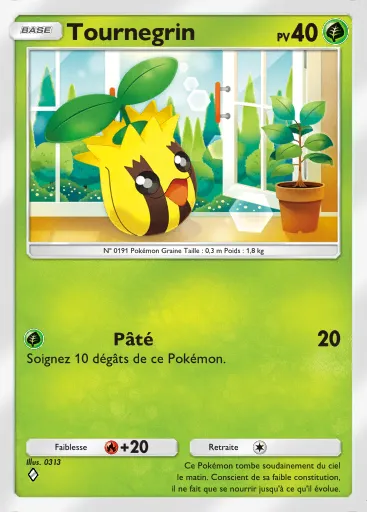 BASE Tournegrin PV 40
N° 0191 Pokémon Graine Taille : 0,3 m Poids : 1,8 kg
Pâté 20
Soignez 10 dégâts de ce Pokémon.
Faiblesse +20 Retraite
Illus. 0313
Ce Pokémon tombe soudainement du ciel
le matin. Conscient de sa faible constitution,
il ne fait que se nourrir jusqu'à ce qu'il évolue.